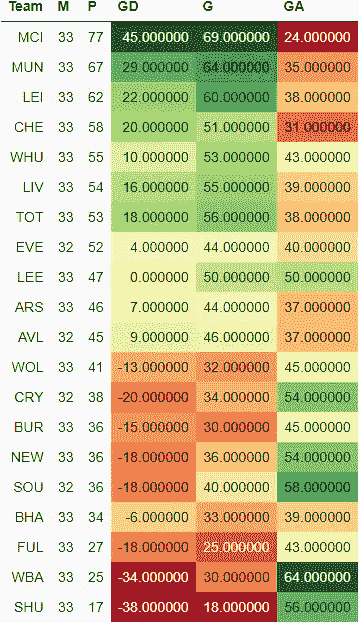 Team M P GD G GA
MCI 33 77 45.000000 69.000000 24.000000
MUN 33 67 29.000000 64.000000 35.000000
LEI 33 62 22.000000 60.000000 38.000000
CHE 33 58 20.000000 51.000000 31.000000
WHU 33 55 10.000000 53.000000 43.000000
LIV 33 54 16.000000 55.000000 39.000000
TOT 33 53 18.000000 56.000000 38.000000
EVE 32 52 4.000000 44.000000 40.000000
LEE 33 47 0.000000 50.000000 50.000000
ARS 33 46 7.000000 44.000000 37.000000
AVL 32 45 9.000000 46.000000 37.000000
WOL 33 41 -13.000000 32.000000 45.000000
CRY 32 38 -20.000000 34.000000 54.000000
BUR 33 36 -15.000000 30.000000 45.000000
NEW 33 36 -18.000000 36.000000 54.000000
SOU 32 36 -18.000000 40.000000 58.000000
BHA 33 34 -6.000000 33.000000 39.000000
FUL 33 27 -18.000000 25.000000 43.000000
WBA 33 25 -34.000000 30.000000 64.000000
SHU 33 17 -38.000000 18.000000 56.000000